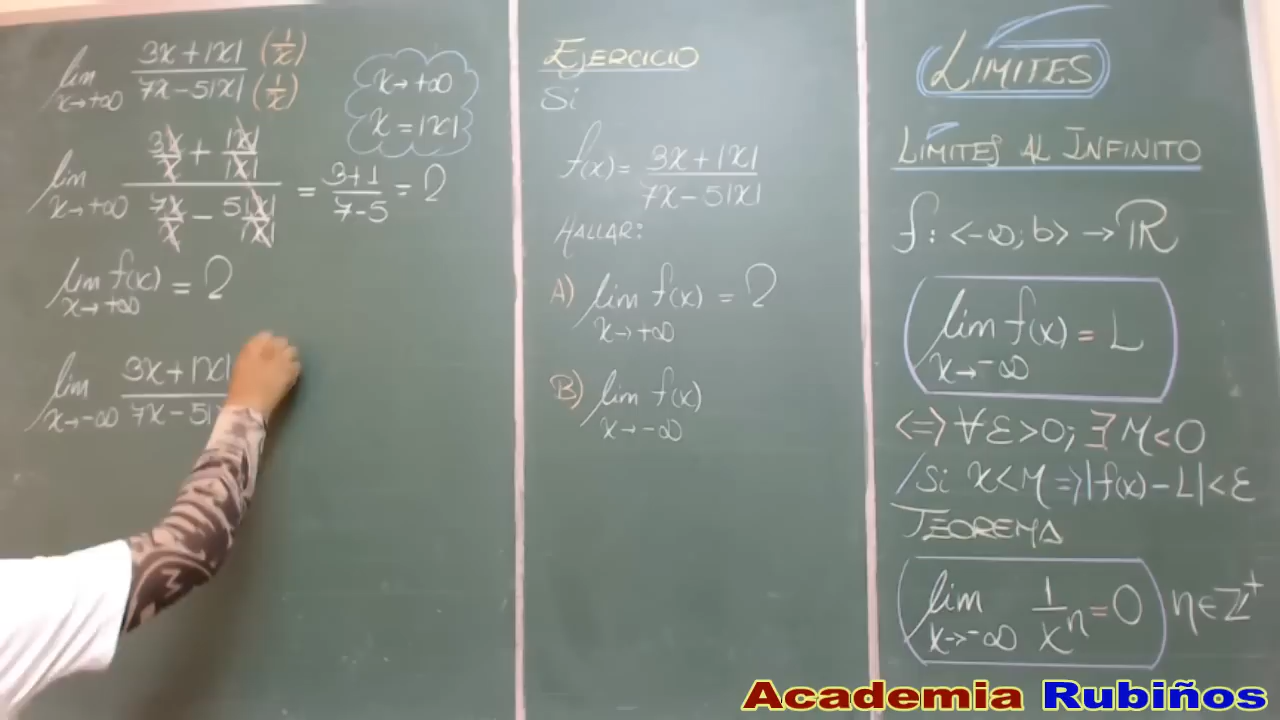 lim x→+∞ 3x+|x| (1/x) / 7x-5|x| (1/x)
x→+∞
x=|x|
lim x→+∞ 3x/x + |x|/|x| / 7x/x - 5|x|/|x| = 3+1/7-5 = 2
lim x→+∞ f(x) = 2
lim x→-∞ 3x+|x| / 7x-5|
EJERCICIO
Si
f(x)= 3x+|x| / 7x-5|x|
HALLAR:
A) lim x→+∞ f(x) = 2
B) lim x→-∞ f(x)
LÍMITES
LÍMITES AL INFINITO
f: <-∞;b> → R
lim x→-∞ f(x) = L
<=> ∀ε>0; ∃M<0
/Si x<M => |f(x)-L|<ε
TEOREMA
lim x→-∞ 1/xⁿ = 0 n∈Z⁺
Academia Rubiños